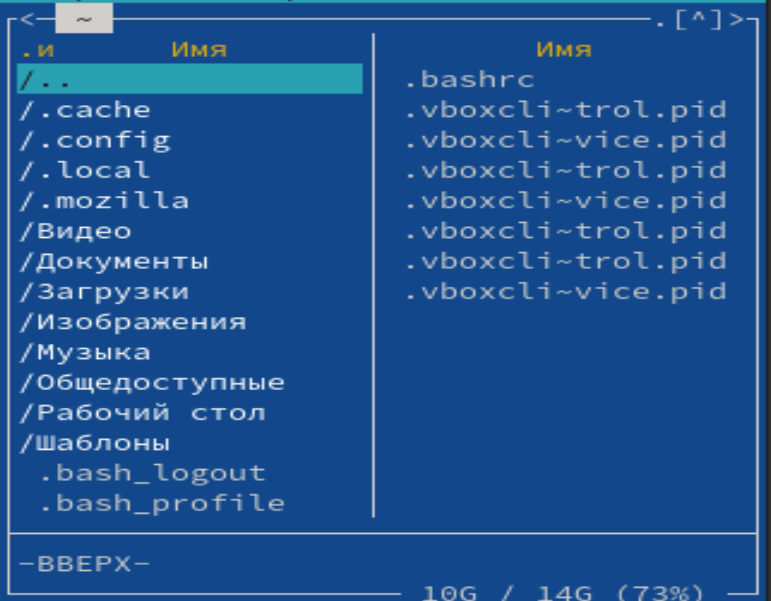 <─ ~ .[^]>
.и Имя
/..
/.cache
/.config
/.local
/.mozilla
/Видео
/Документы
/Загрузки
/Изображения
/Музыка
/Общедоступные
/Рабочий стол
/Шаблоны
.bash_logout
.bash_profile
Имя
.bashrc
.vboxcli~trol.pid
.vboxcli~vice.pid
.vboxcli~trol.pid
.vboxcli~vice.pid
.vboxcli~trol.pid
.vboxcli~trol.pid
.vboxcli~vice.pid
-ВВЕРХ-
10G / 14G (73%)